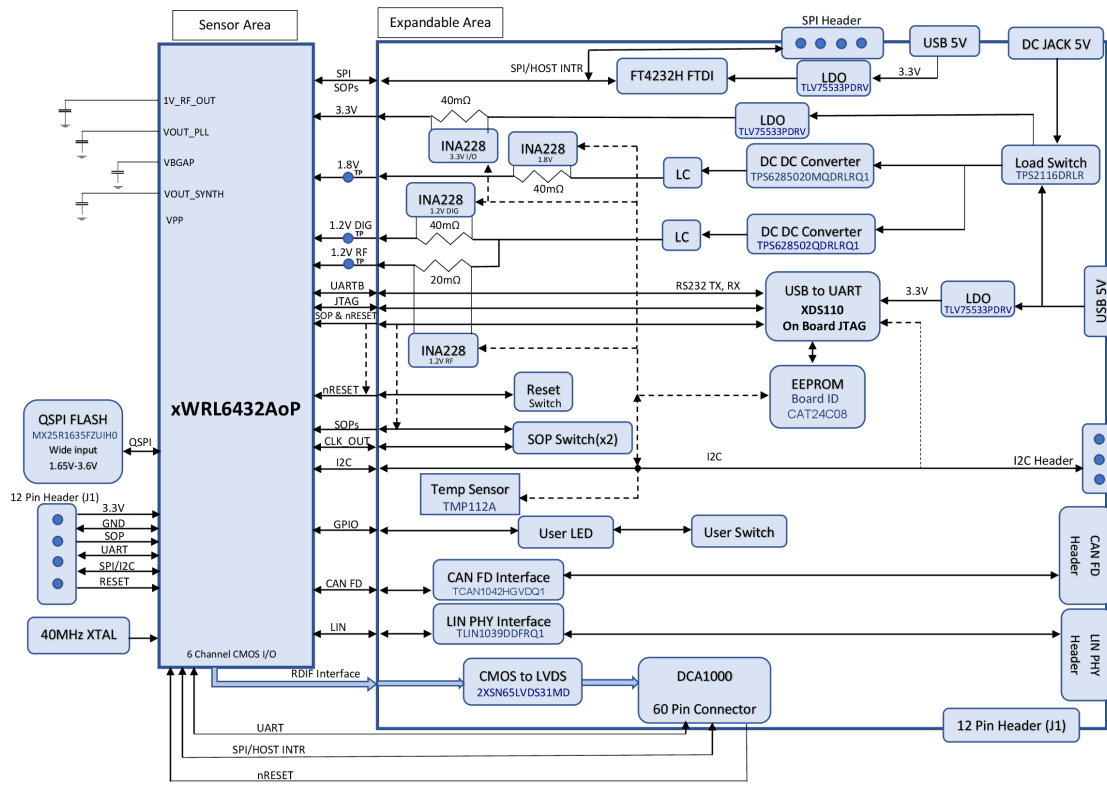 Sensor Area
Expandable Area
SPI Header
USB 5V
DC JACK 5V
SPI
SOPs
SPI/HOST INTR
FT4232H FTDI
LDO
TLV75533PDRV
3.3V
1V_RF_OUT
VOUT_PLL
VBGAP
VOUT_SYNTH
VPP
3.3V
40mΩ
INA228
3.3V I/O
INA228
1.8V
LDO
TLV75533PDRV
1.8V
TP
40mΩ
LC
DC DC Converter
TPS6285020MQDRLRQ1
Load Switch
TPS2116DRLR
INA228
1.2V DIG
1.2V DIG
TP
40mΩ
LC
DC DC Converter
TPS628502QDRLRQ1
1.2V RF
TP
20mΩ
UARTB
RS232 TX, RX
JTAG
SOP & nRESET
USB to UART
XDS110
On Board JTAG
3.3V
LDO
TLV75533PDRV
USB 5V
INA228
1.2V RF
EEPROM
Board ID
CAT24C08
nRESET
Reset
Switch
xWRL6432AoP
SOPs
CLK_OUT
SOP Switch(x2)
I2C
I2C
I2C Header
QSPI FLASH
MX25R1635FZUIH0
Wide input
1.65V-3.6V
QSPI
Temp Sensor
TMP112A
12 Pin Header (J1)
3.3V
GND
SOP
UART
SPI/I2C
RESET
GPIO
User LED
User Switch
CAN FD
CAN FD Interface
TCAN1042HGVDQ1
CAN FD
Header
LIN
LIN PHY Interface
TLIN1039DDFRQ1
LIN PHY
Header
40MHz XTAL
6 Channel CMOS I/O
RDIF Interface
CMOS to LVDS
2XSN65LVDS31MD
DCA1000
60 Pin Connector
12 Pin Header (J1)
UART
SPI/HOST INTR
nRESET